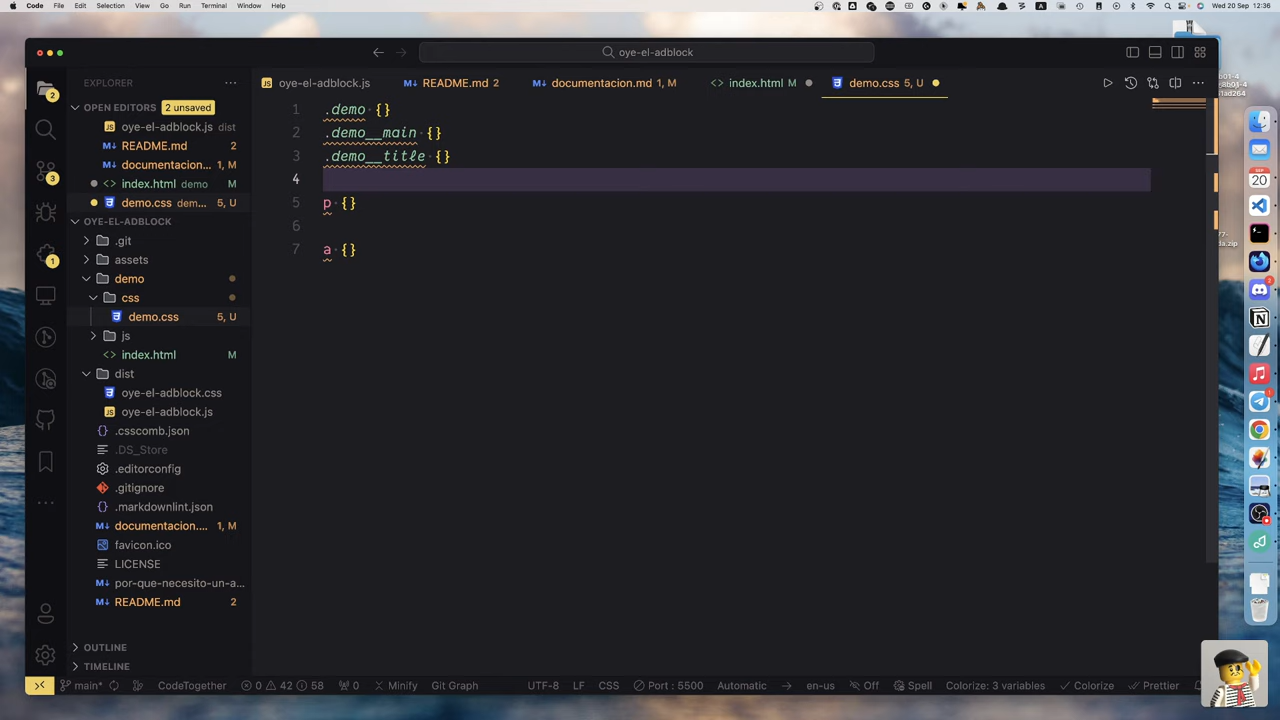 Code File Edit Selection View Go Run Terminal Window Help
Wed 20 Sep 12:36
oye-el-adblock
EXPLORER
oye-el-adblock.js
README.md 2
documentacion.md 1, M
index.html M
demo.css 5, U
OPEN EDITORS 2 unsaved
oye-el-adblock.js dist
README.md 2
documentacion.... 1, M
index.html demo M
demo.css dem... 5, U
OYE-EL-ADBLOCK
.git
assets
demo
css
demo.css 5, U
js
index.html M
dist
oye-el-adblock.css
oye-el-adblock.js
.csscomb.json
.DS_Store
.editorconfig
.gitignore
.markdownlint.json
documentacion.... 1, M
favicon.ico
LICENSE
por-que-necesito-un-a...
README.md 2
OUTLINE
TIMELINE
1 .demo {}
2 .demo__main {}
3 .demo__title {}
4
5 p {}
6
7 a {}
main* CodeTogether 0 42 58 0 Minify Git Graph UTF-8 LF CSS Port : 5500 Automatic en-us Off Spell Colorize: 3 variables Colorize Prettier